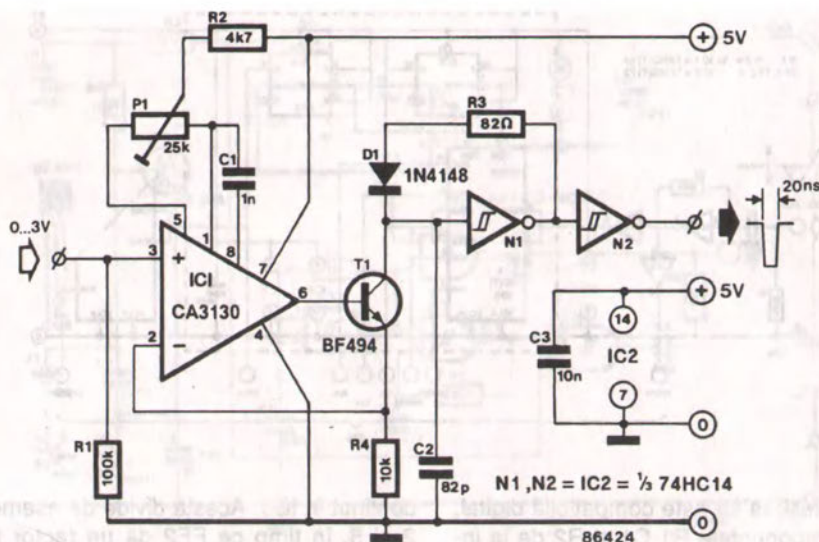 R2
4k7
+ 5V
P1
25k
C1
1n
R3
82Ω
D1
1N4148
20ns
0...3V
5
1
8
7
3
+
IC1
CA3130
6
2
−
4
T1
BF494
N1
N2
+ 5V
14
C3
10n
IC2
7
0
R1
100k
R4
10k
C2
82p
N1, N2 = IC2 = 1/3 74HC14
0
86424